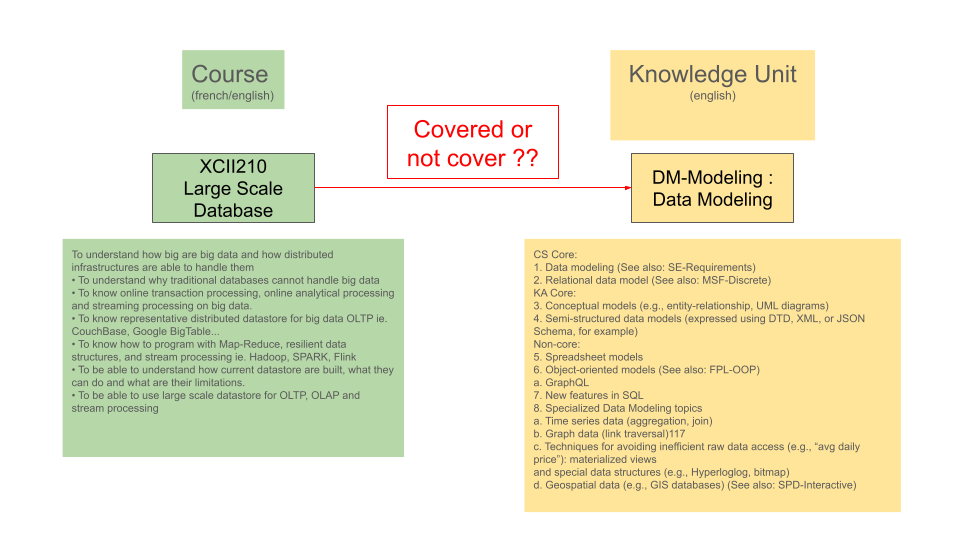 Course
(french/english)
Knowledge Unit
(english)
Covered or
not cover ??
XCII210
Large Scale
Database
DM-Modeling :
Data Modeling
To understand how big are big data and how distributed
infrastructures are able to handle them
• To understand why traditional databases cannot handle big data
• To know online transaction processing, online analytical processing
and streaming processing on big data.
• To know representative distributed datastore for big data OLTP ie.
CouchBase, Google BigTable...
• To know how to program with Map-Reduce, resilient data
structures, and stream processing ie. Hadoop, SPARK, Flink
• To be able to understand how current datastore are built, what they
can do and what are their limitations.
• To be able to use large scale datastore for OLTP, OLAP and
stream processing
CS Core:
1. Data modeling (See also: SE-Requirements)
2. Relational data model (See also: MSF-Discrete)
KA Core:
3. Conceptual models (e.g., entity-relationship, UML diagrams)
4. Semi-structured data models (expressed using DTD, XML, or JSON
Schema, for example)
Non-core:
5. Spreadsheet models
6. Object-oriented models (See also: FPL-OOP)
a. GraphQL
7. New features in SQL
8. Specialized Data Modeling topics
a. Time series data (aggregation, join)
b. Graph data (link traversal)117
c. Techniques for avoiding inefficient raw data access (e.g., “avg daily
price”): materialized views
and special data structures (e.g., Hyperloglog, bitmap)
d. Geospatial data (e.g., GIS databases) (See also: SPD-Interactive)